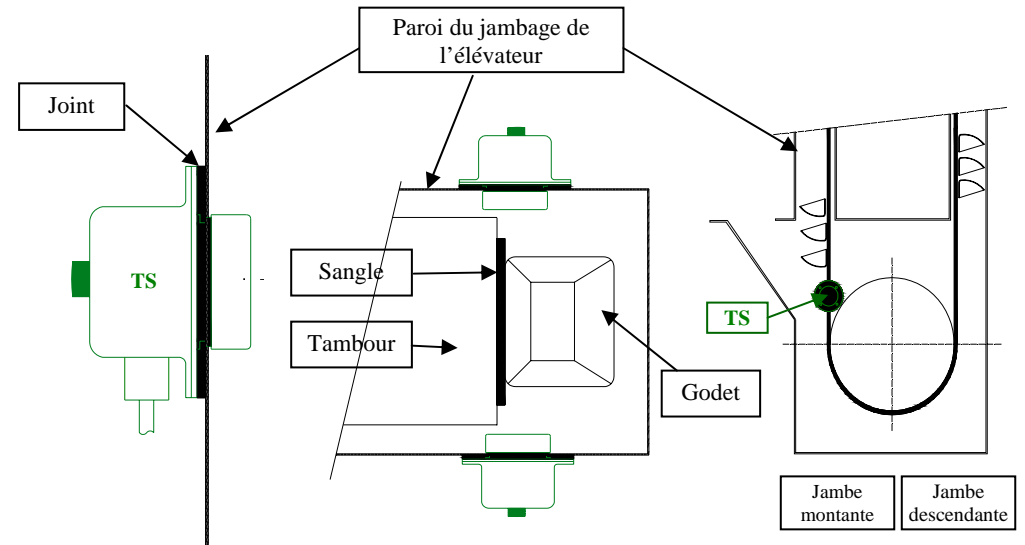 Paroi du jambage de
l’élévateur
Joint
TS
Sangle
Tambour
Godet
TS
Jambe
montante
Jambe
descendante